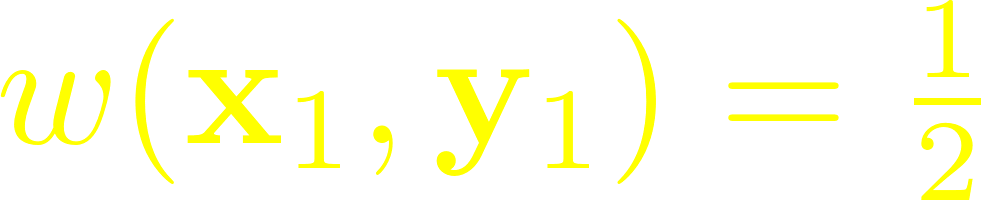 w(𝐱₁, 𝐲₁) = 1/2